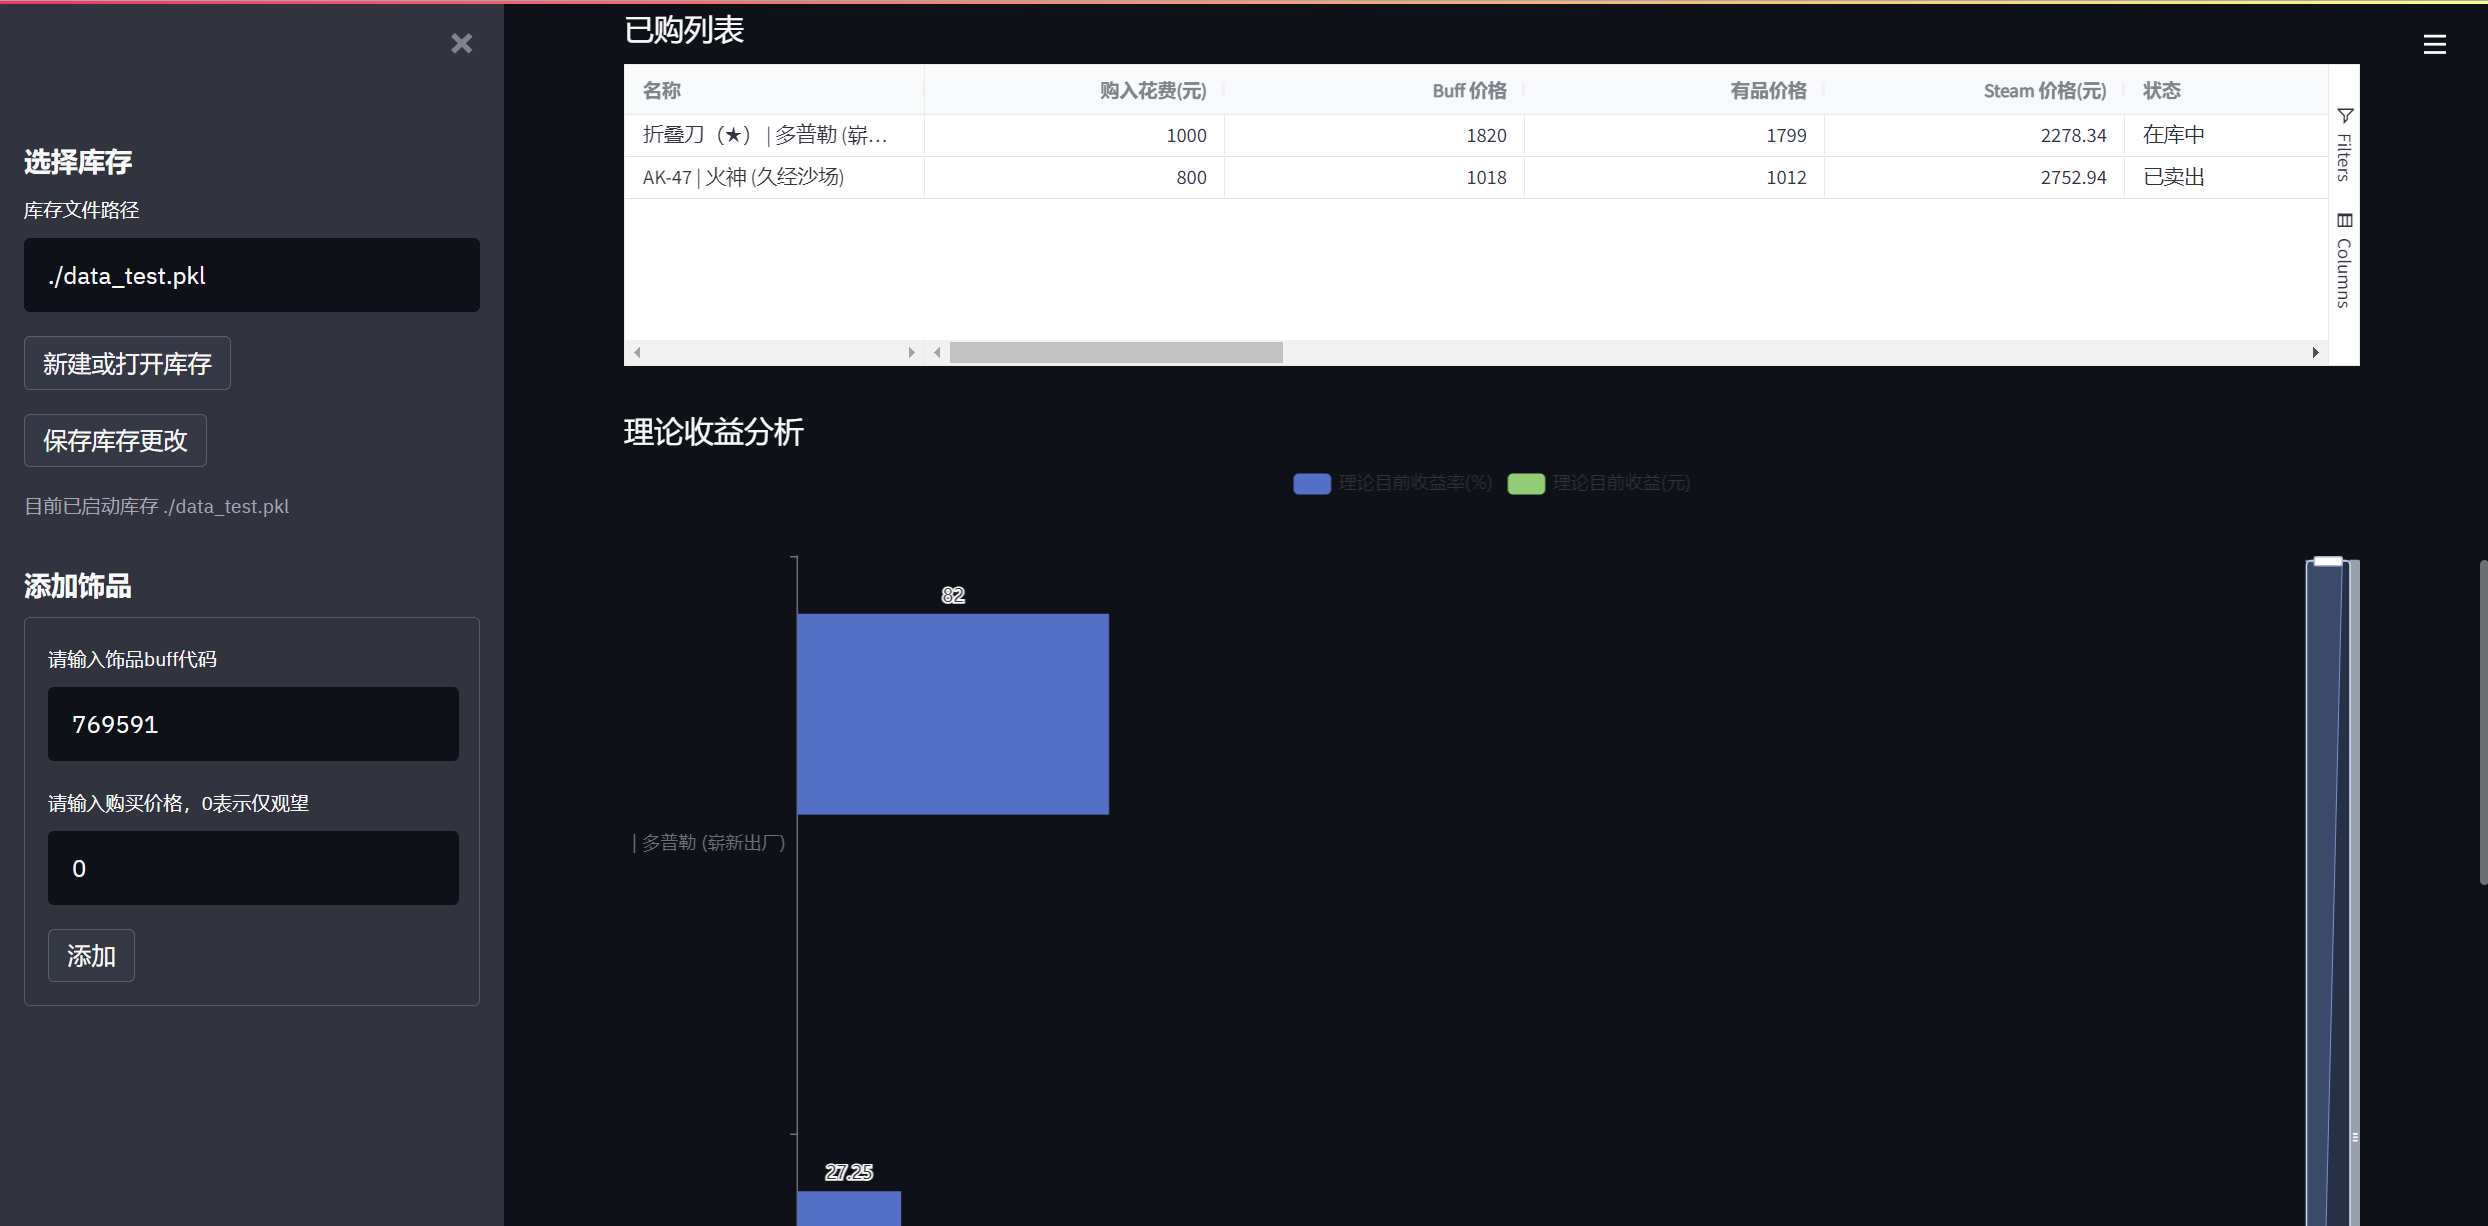 选择库存
库存文件路径
./data_test.pkl
新建或打开库存
保存库存更改
目前已启动库存 ./data_test.pkl
添加饰品
请输入饰品buff代码
769591
请输入购买价格，0表示仅观望
0
添加
已购列表
名称 购入花费(元) Buff 价格 有品价格 Steam 价格(元) 状态
折叠刀（★） | 多普勒 (崭... 1000 1820 1799 2278.34 在库中
AK-47 | 火神 (久经沙场) 800 1018 1012 2752.94 已卖出
Filters
Columns
理论收益分析
理论目前收益率(%) 理论目前收益(元)
82
| 多普勒 (崭新出厂)
27.25